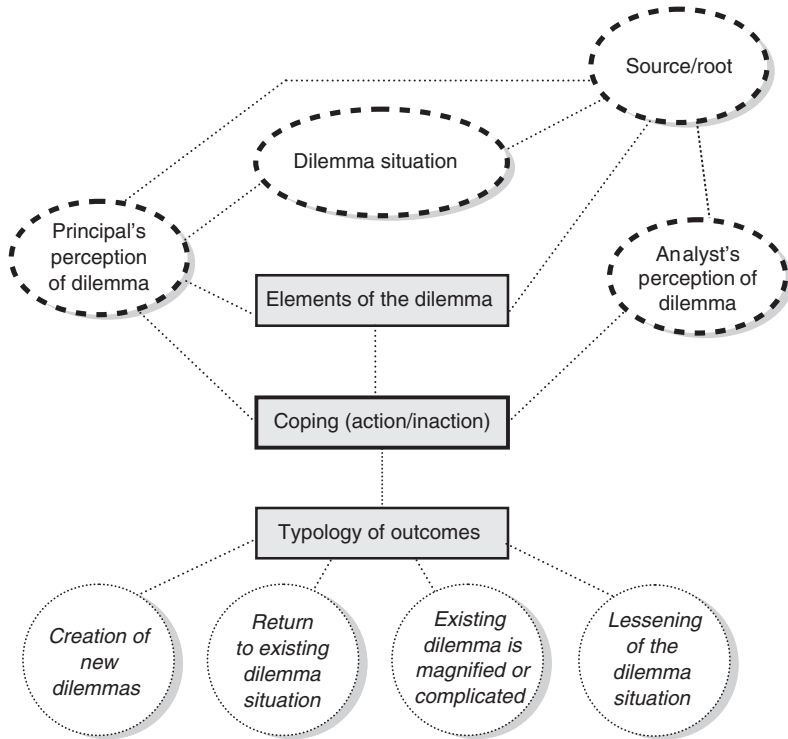 Source/root
Dilemma situation
Principal's
perception
of dilemma
Analyst's
perception of
dilemma
Elements of the dilemma
Coping (action/inaction)
Typology of outcomes
Creation of
new
dilemmas
Return
to existing
dilemma
situation
Existing
dilemma is
magnified or
complicated
Lessening
of the
dilemma
situation